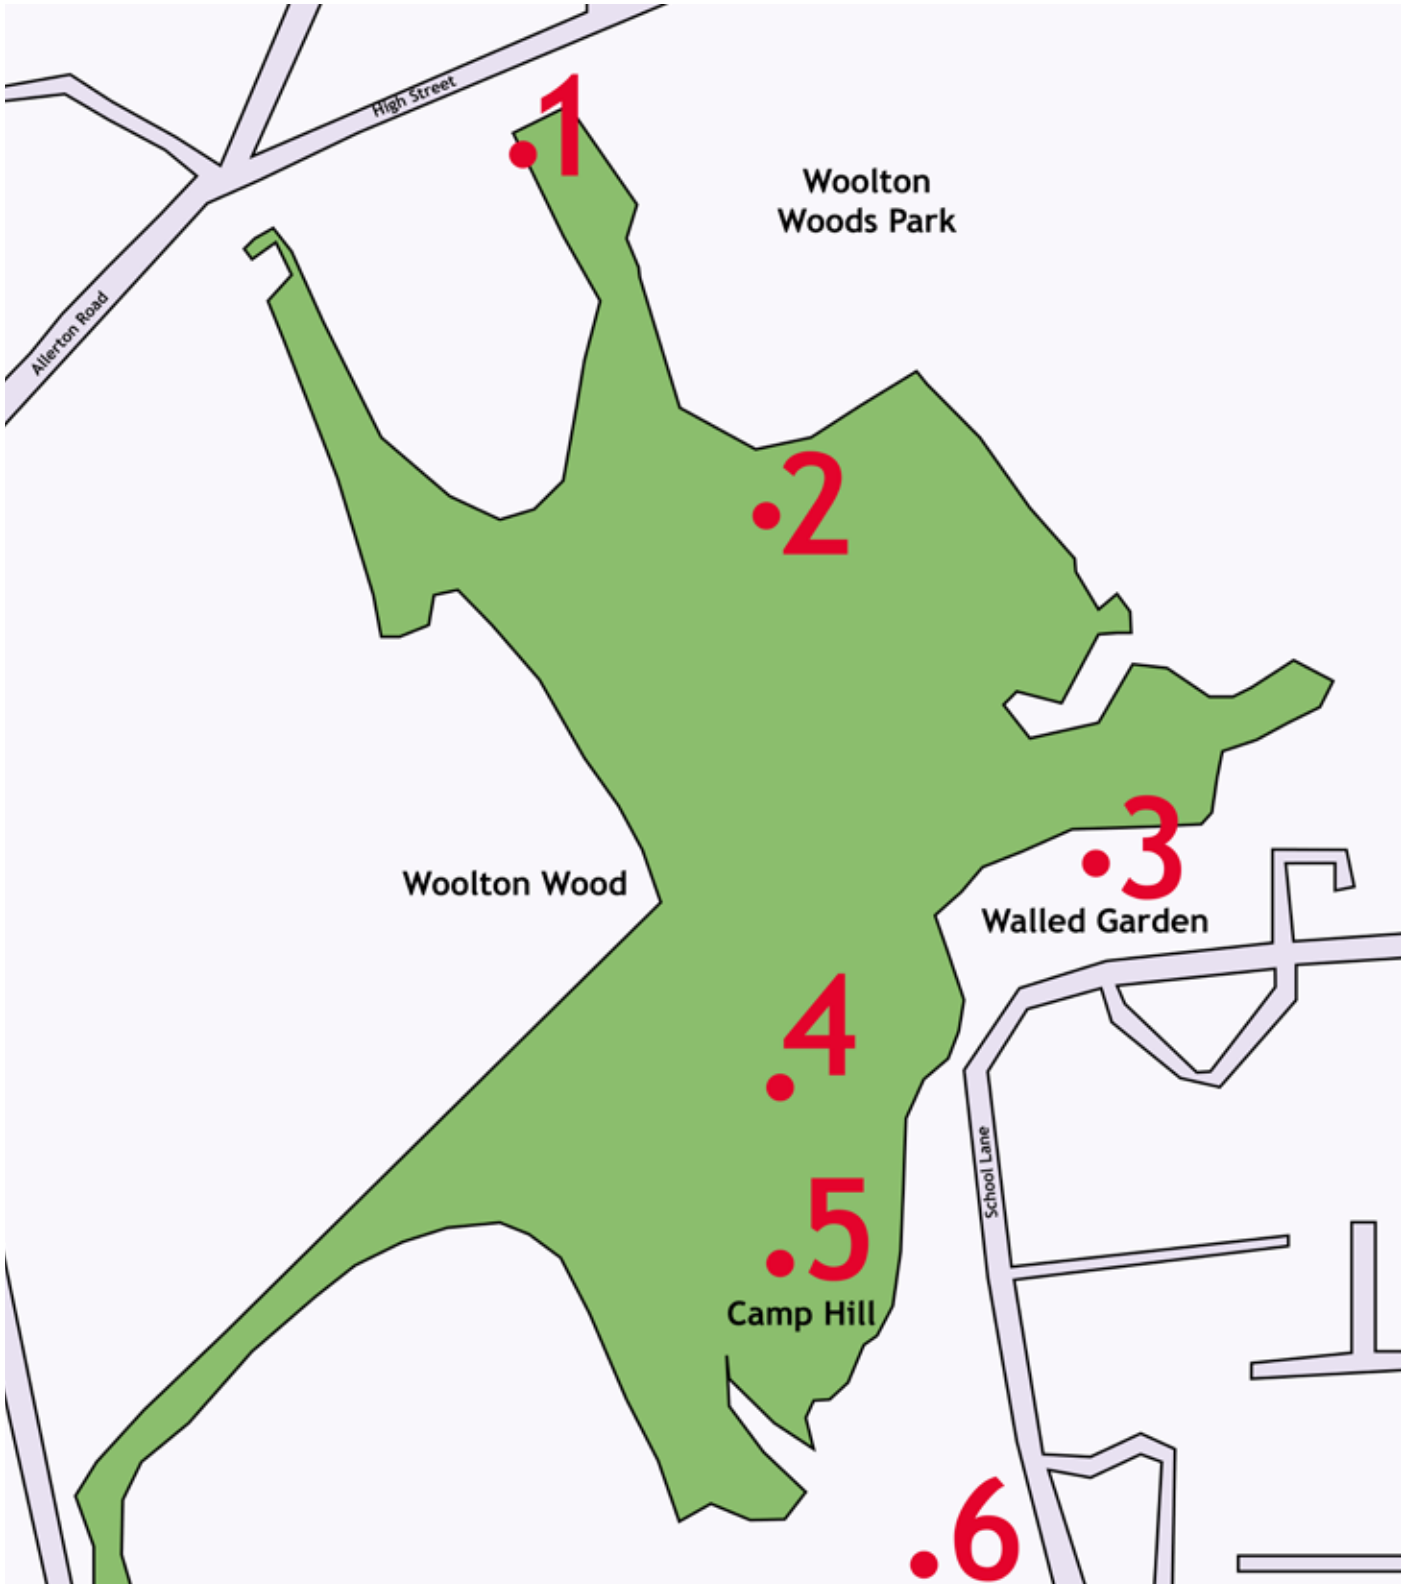 High Street
1
Woolton
Woods Park
Allerton Road
2
3
Woolton Wood
Walled Garden
4
School Lane
5
Camp Hill
6